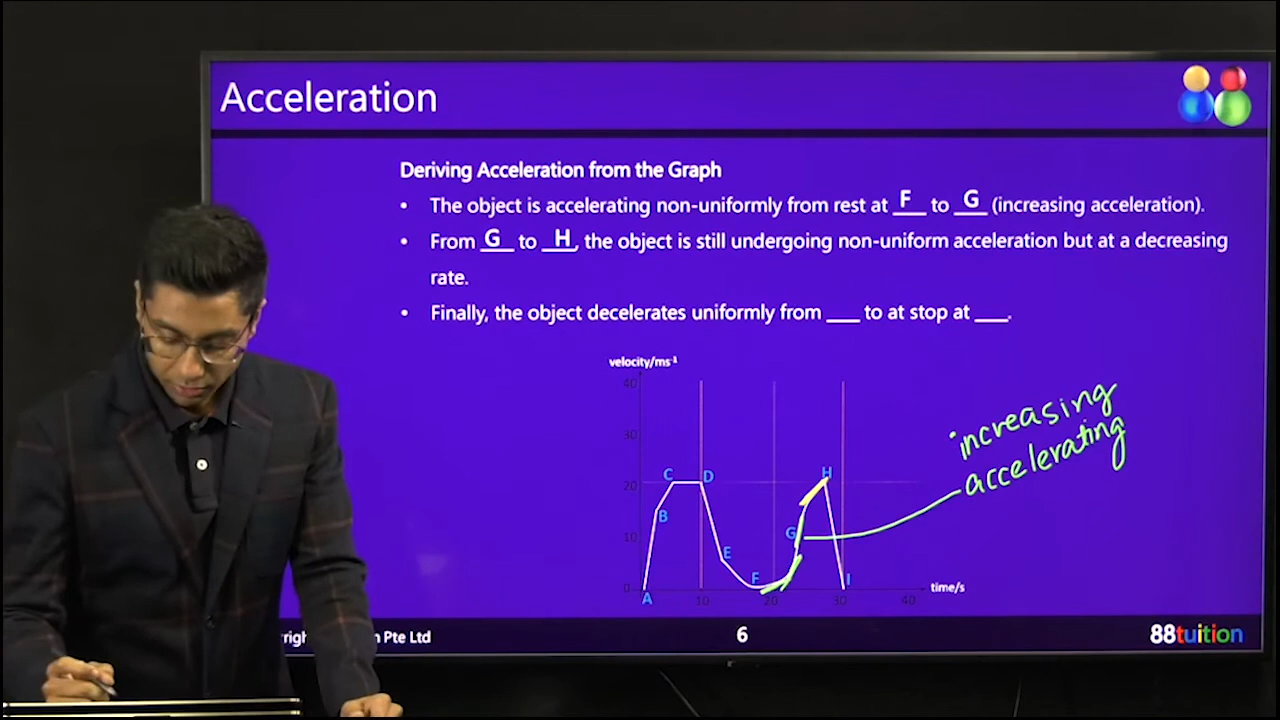 Acceleration
Deriving Acceleration from the Graph
• The object is accelerating non-uniformly from rest at F to G (increasing acceleration).
• From G to H, the object is still undergoing non-uniform acceleration but at a decreasing
rate.
• Finally, the object decelerates uniformly from ___ to at stop at ___.
velocity/ms⁻¹
40
30
20
10
0
A
B
C
D
E
F
G
H
I
10
20
30
40
time/s
increasing
accelerating
Pte Ltd
6
88tuition